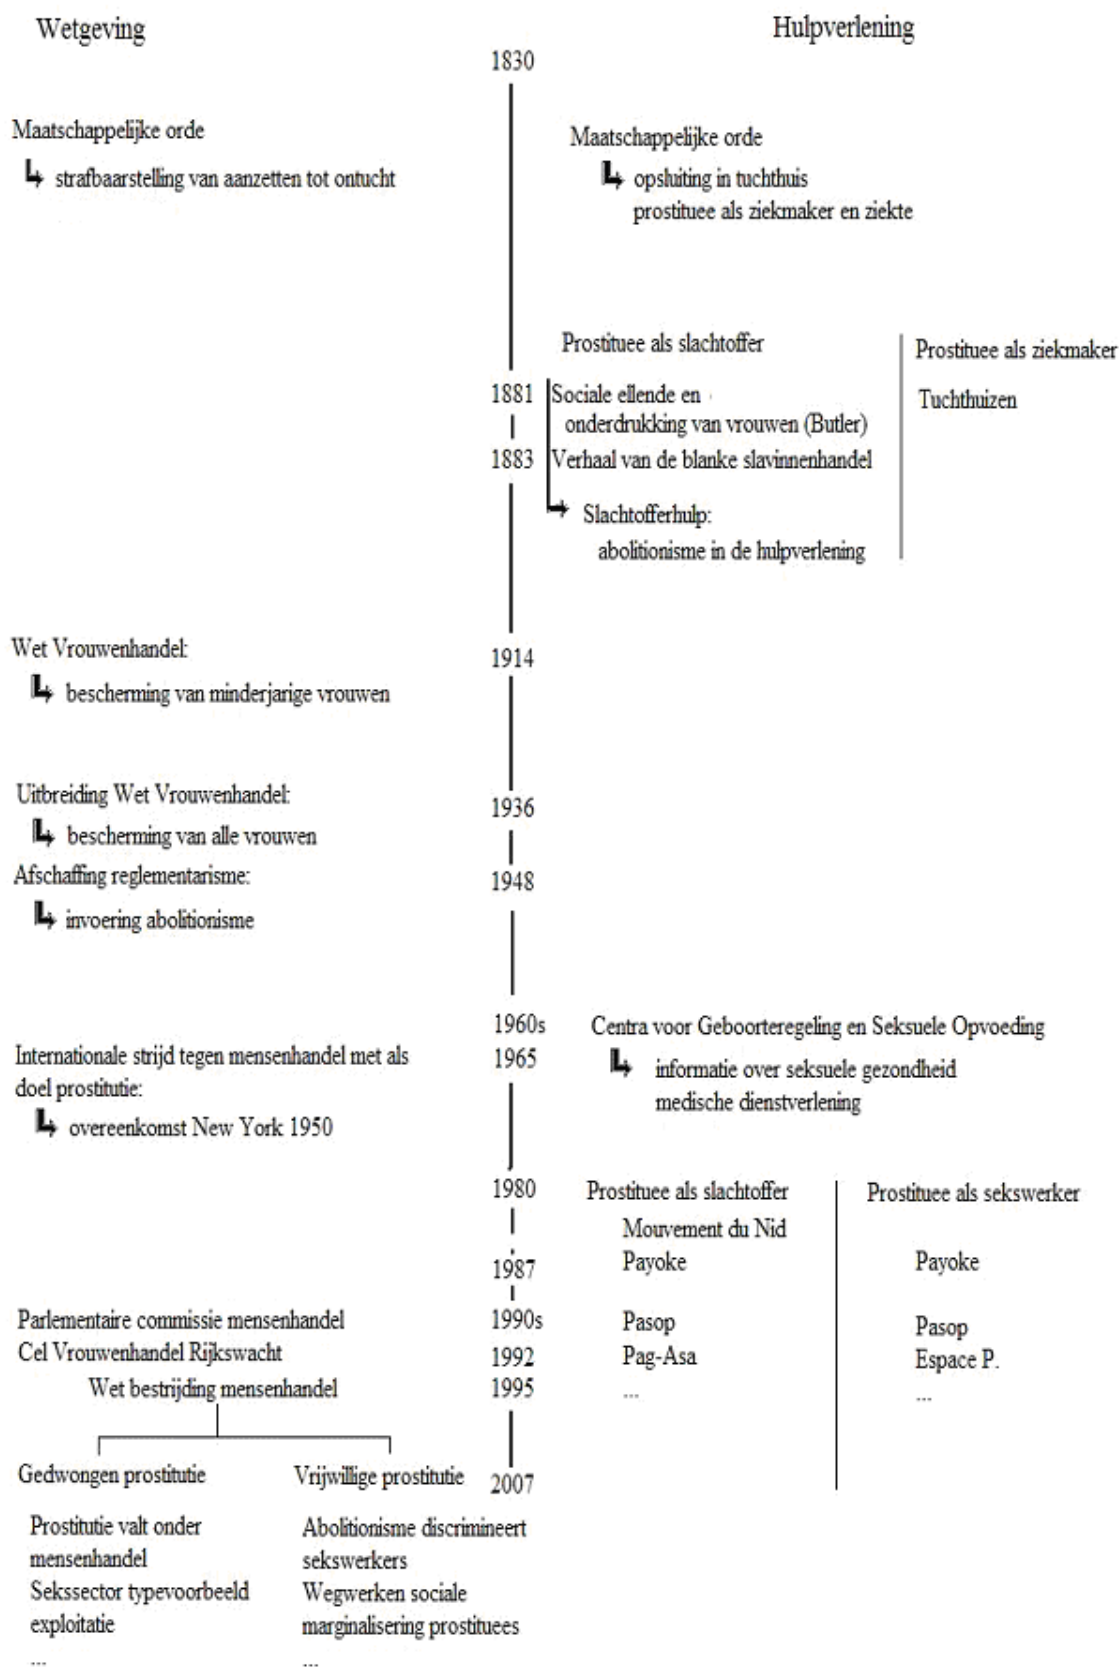 Wetgeving
Hulpverlening
1830
Maatschappelijke orde
strafbaarstelling van aanzetten tot ontucht
Maatschappelijke orde
opsluiting in tuchthuis
prostituee als ziekmaker en ziekte
Prostituee als slachtoffer
Prostituee als ziekmaker
1881
Sociale ellende en
onderdrukking van vrouwen (Butler)
Tuchthuizen
1883
Verhaal van de blanke slavinnenhandel
Slachtofferhulp:
abolitionisme in de hulpverlening
Wet Vrouwenhandel:
1914
bescherming van minderjarige vrouwen
Uitbreiding Wet Vrouwenhandel:
1936
bescherming van alle vrouwen
Afschaffing reglementarisme:
1948
invoering abolitionisme
1960s
Centra voor Geboorteregeling en Seksuele Opvoeding
Internationale strijd tegen mensenhandel met als
doel prostitutie:
1965
informatie over seksuele gezondheid
medische dienstverlening
overeenkomst New York 1950
1980
Prostituee als slachtoffer
Prostituee als sekswerker
Mouvement du Nid
1987
Payoke
Payoke
Parlementaire commissie mensenhandel
1990s
Pasop
Pasop
Cel Vrouwenhandel Rijkswacht
1992
Pag-Asa
Espace P.
Wet bestrijding mensenhandel
1995
...
...
Gedwongen prostitutie
Vrijwillige prostitutie
2007
Prostitutie valt onder
mensenhandel
Sekssector typevoorbeeld
exploitatie
...
Abolitionisme discrimineert
sekswerkers
Wegwerken sociale
marginalisering prostituees
...